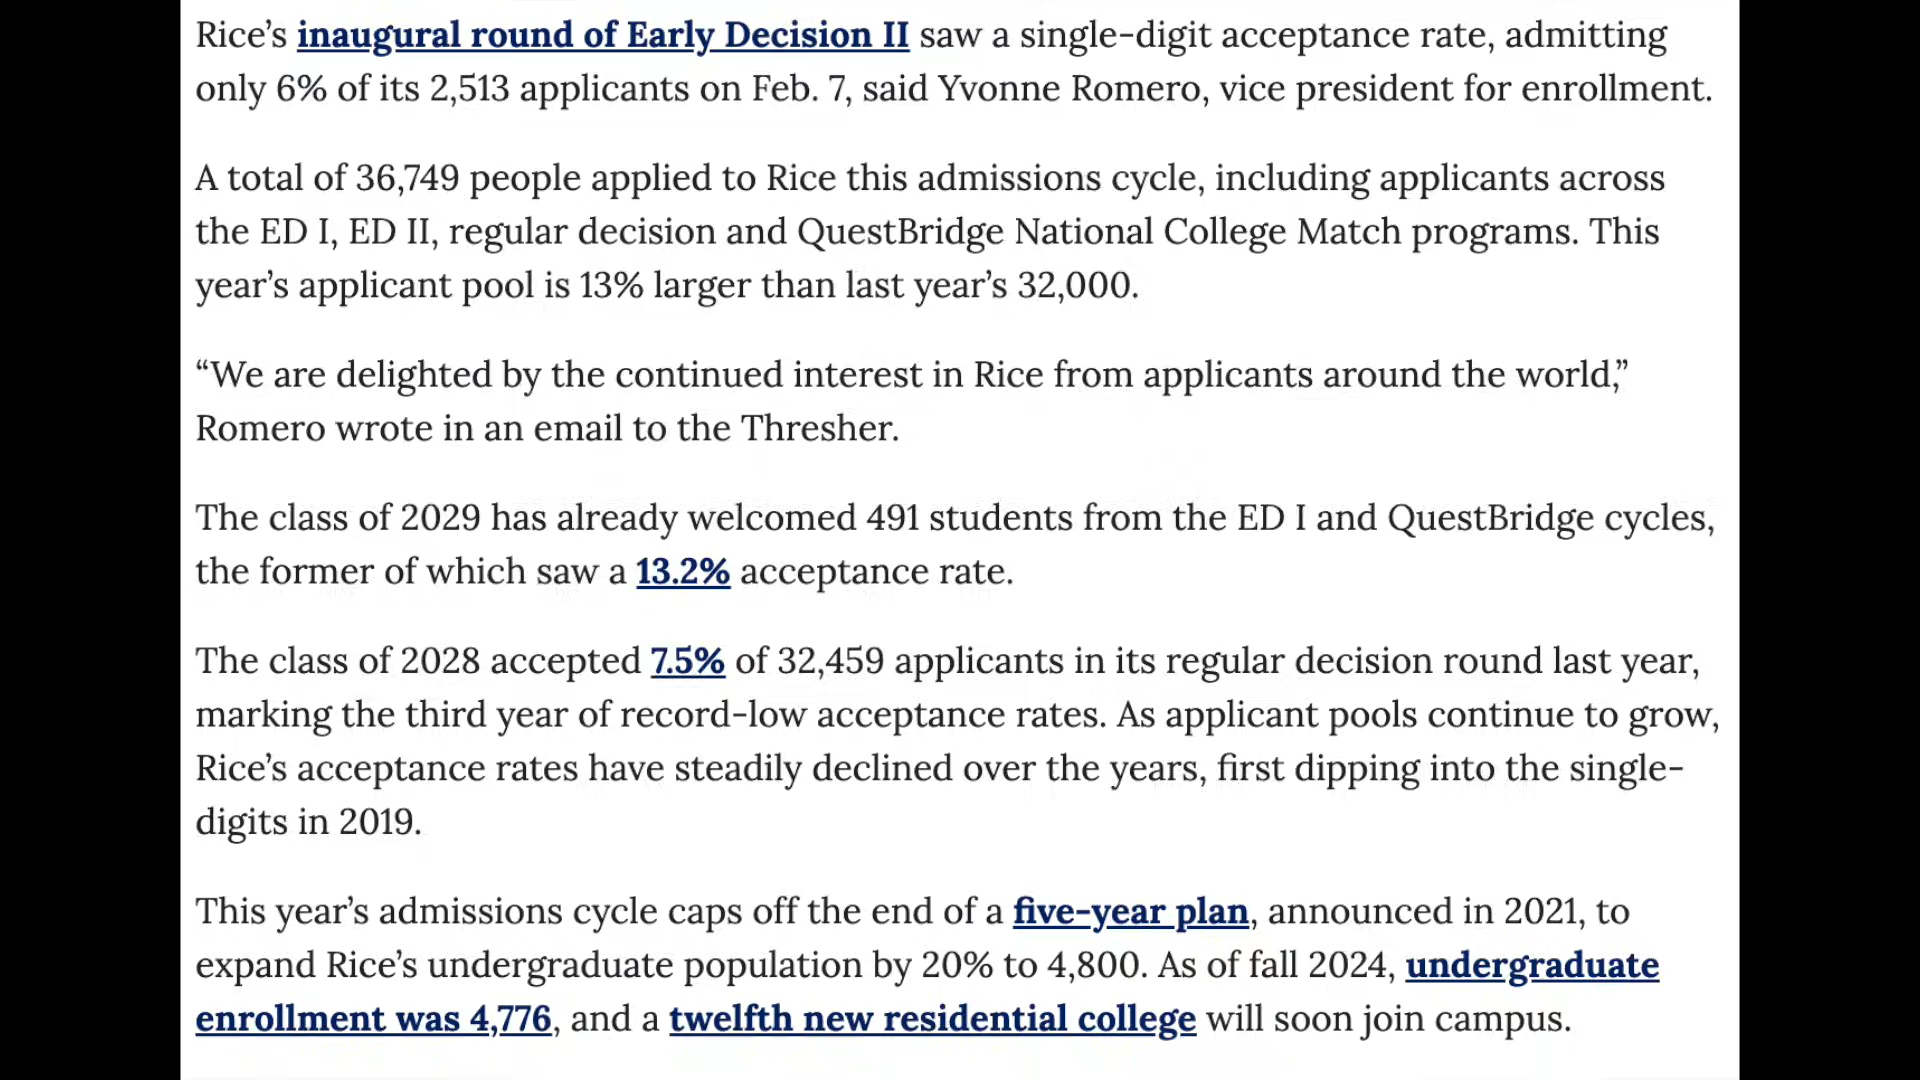 Rice’s inaugural round of Early Decision II saw a single-digit acceptance rate, admitting
only 6% of its 2,513 applicants on Feb. 7, said Yvonne Romero, vice president for enrollment.
A total of 36,749 people applied to Rice this admissions cycle, including applicants across
the ED I, ED II, regular decision and QuestBridge National College Match programs. This
year’s applicant pool is 13% larger than last year’s 32,000.
“We are delighted by the continued interest in Rice from applicants around the world,”
Romero wrote in an email to the Thresher.
The class of 2029 has already welcomed 491 students from the ED I and QuestBridge cycles,
the former of which saw a 13.2% acceptance rate.
The class of 2028 accepted 7.5% of 32,459 applicants in its regular decision round last year,
marking the third year of record-low acceptance rates. As applicant pools continue to grow,
Rice’s acceptance rates have steadily declined over the years, first dipping into the single-
digits in 2019.
This year’s admissions cycle caps off the end of a five-year plan, announced in 2021, to
expand Rice’s undergraduate population by 20% to 4,800. As of fall 2024, undergraduate
enrollment was 4,776, and a twelfth new residential college will soon join campus.